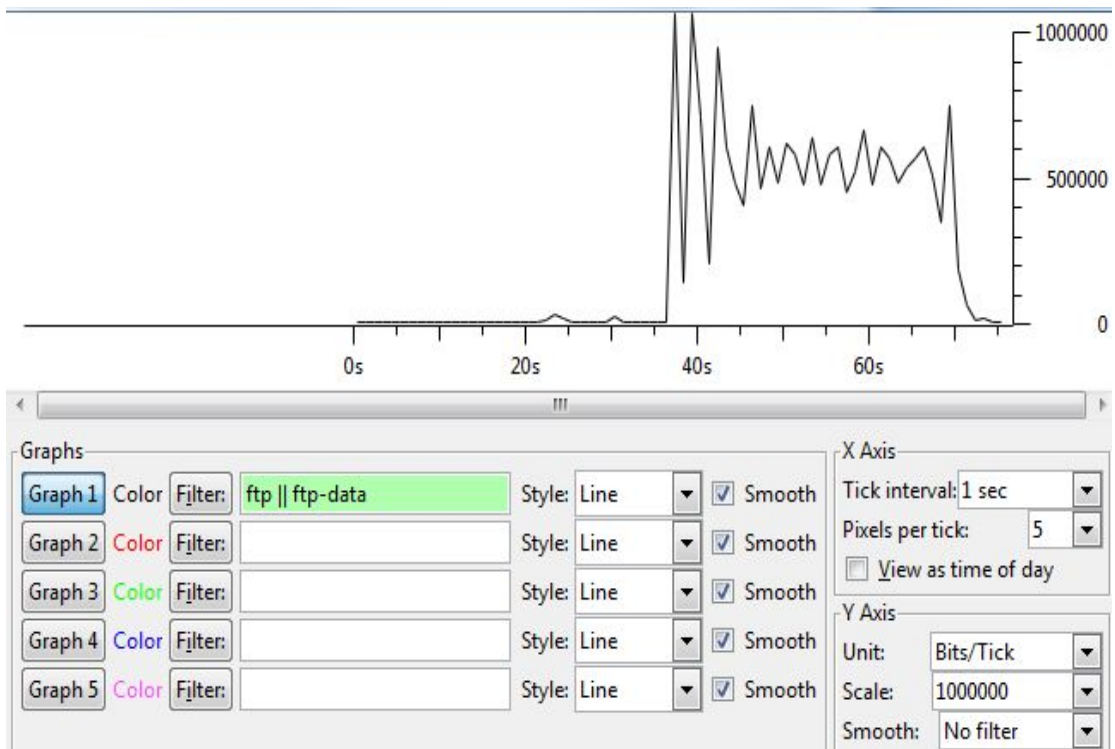 1000000
500000
0
0s 20s 40s 60s
Graphs
Graph 1 Color Filter: ftp || ftp-data Style: Line Smooth
Graph 2 Color Filter: Style: Line Smooth
Graph 3 Color Filter: Style: Line Smooth
Graph 4 Color Filter: Style: Line Smooth
Graph 5 Color Filter: Style: Line Smooth
X Axis
Tick interval: 1 sec
Pixels per tick: 5
View as time of day
Y Axis
Unit: Bits/Tick
Scale: 1000000
Smooth: No filter